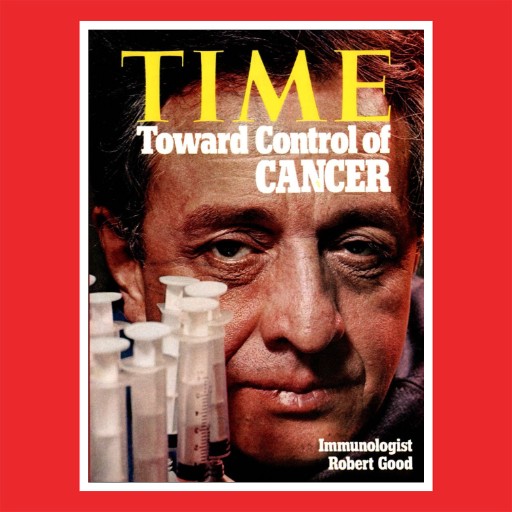 TIME
Toward Control of
CANCER
Immunologist
Robert Good